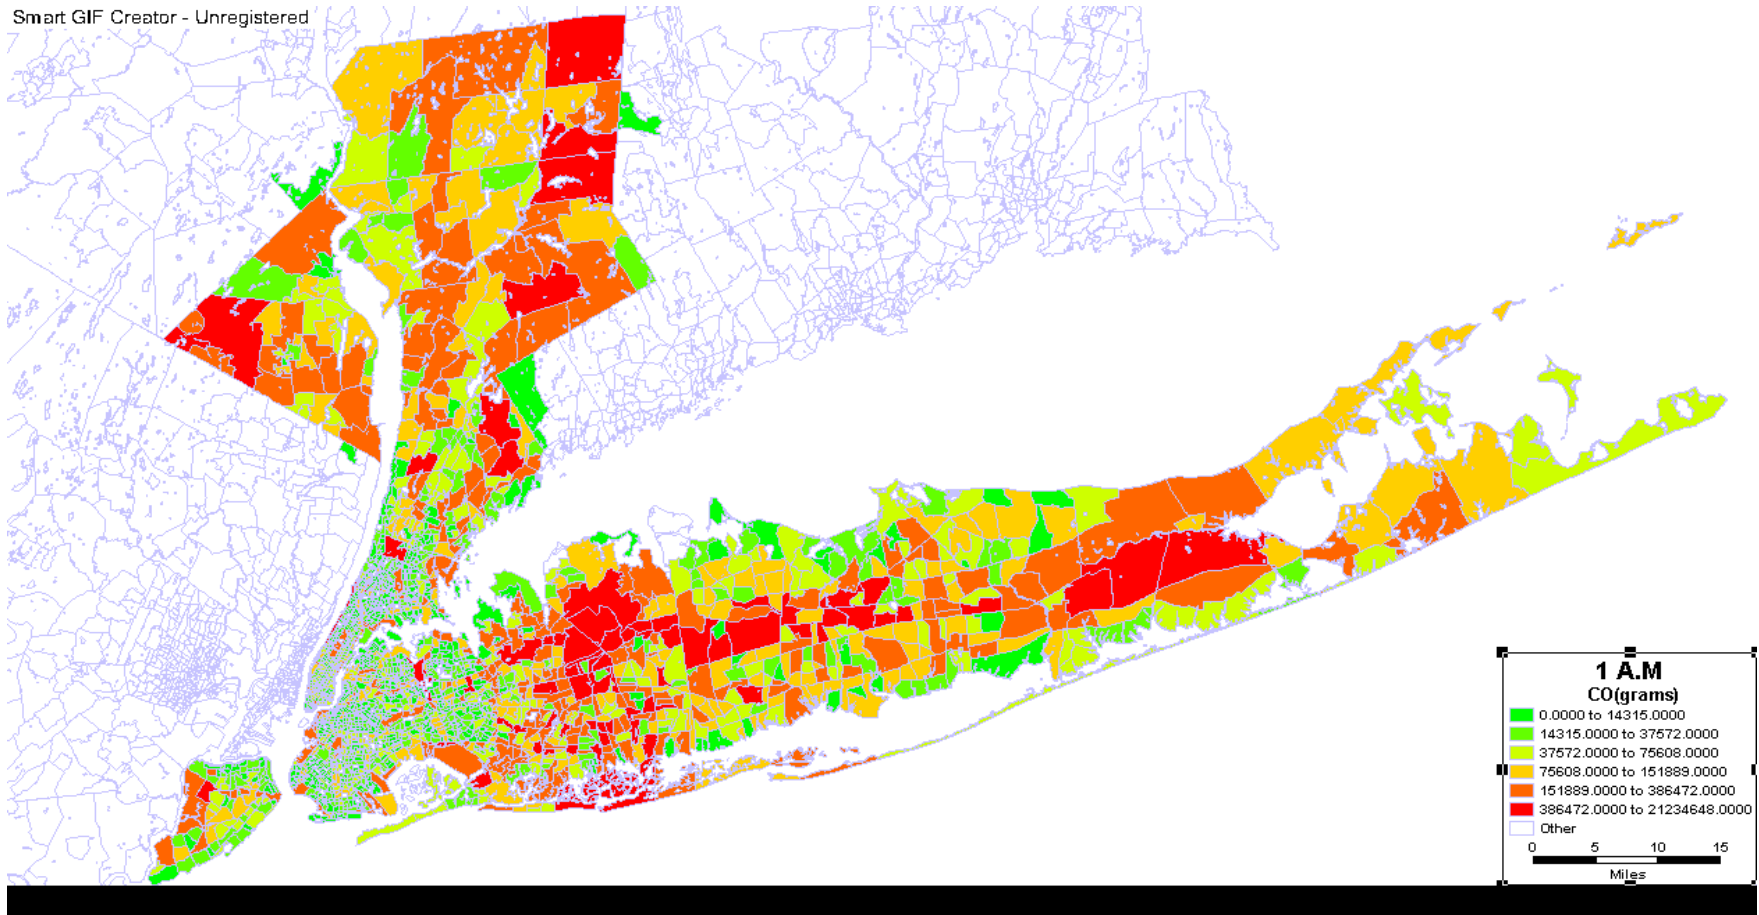 Smart GIF Creator - Unregistered
1 A.M
CO(grams)
0.0000 to 14315.0000
14315.0000 to 37572.0000
37572.0000 to 75608.0000
75608.0000 to 151889.0000
151889.0000 to 386472.0000
386472.0000 to 21234648.0000
Other
0 5 10 15
Miles